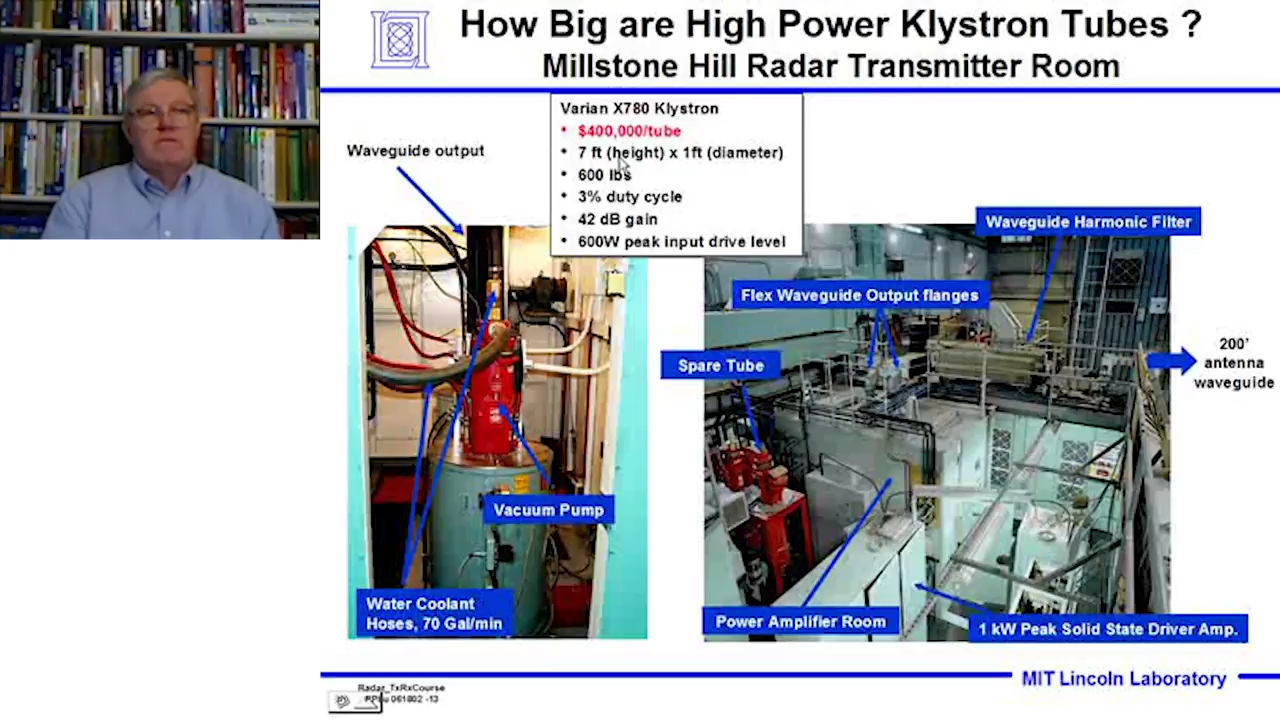 How Big are High Power Klystron Tubes ?
Millstone Hill Radar Transmitter Room
Varian X780 Klystron
• $400,000/tube
• 7 ft (height) x 1ft (diameter)
• 600 lbs
• 3% duty cycle
• 42 dB gain
• 600W peak input drive level
Waveguide output
Waveguide Harmonic Filter
Flex Waveguide Output flanges
Spare Tube
200'
antenna
waveguide
Vacuum Pump
Water Coolant
Hoses, 70 Gal/min
Power Amplifier Room
1 kW Peak Solid State Driver Amp.
MIT Lincoln Laboratory
Radar_TxRxCourse
061802 -13